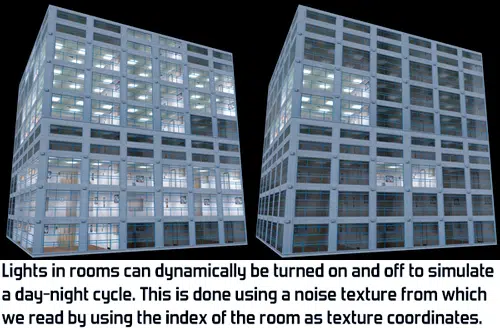 Lights in rooms can dynamically be turned on and off to simulate
a day-night cycle. This is done using a noise texture from which
we read by using the index of the room as texture coordinates.